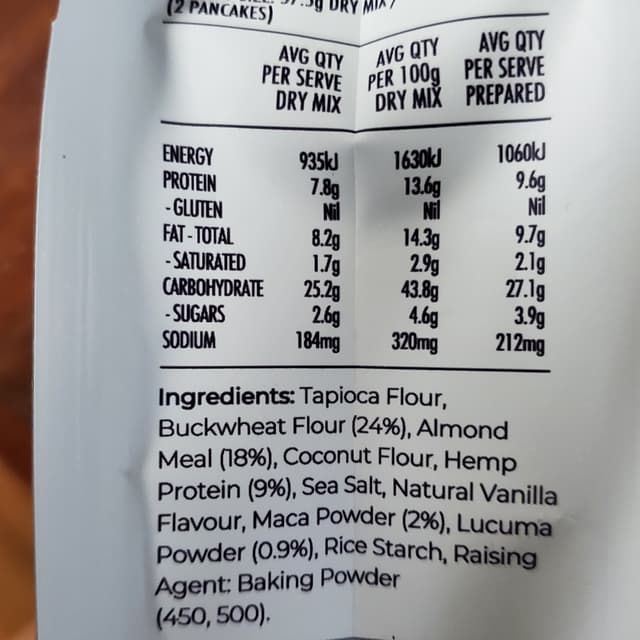 (2 PANCAKES)
DRY MIX
AVG QTY PER SERVE DRY MIX
AVG QTY PER 100g DRY MIX
AVG QTY PER SERVE PREPARED
ENERGY 935kJ 1630kJ 1060kJ
PROTEIN 7.8g 13.6g 9.6g
- GLUTEN Nil Nil Nil
FAT - TOTAL 8.2g 14.3g 9.7g
- SATURATED 1.7g 2.9g 2.1g
CARBOHYDRATE 25.2g 43.8g 27.1g
- SUGARS 2.6g 4.6g 3.9g
SODIUM 184mg 320mg 212mg
Ingredients: Tapioca Flour,
Buckwheat Flour (24%), Almond
Meal (18%), Coconut Flour, Hemp
Protein (9%), Sea Salt, Natural Vanilla
Flavour, Maca Powder (2%), Lucuma
Powder (0.9%), Rice Starch, Raising
Agent: Baking Powder
(450, 500).